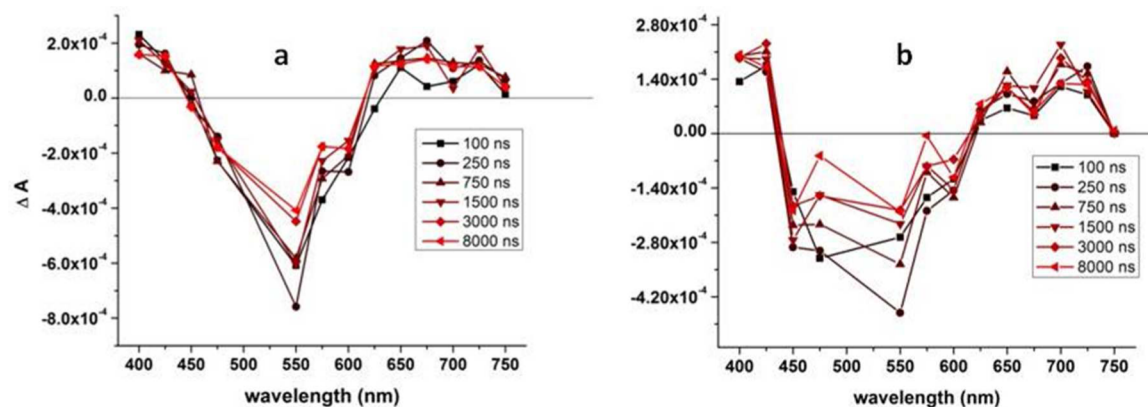 a
2.0x10⁻⁴
0.0
-2.0x10⁻⁴
-4.0x10⁻⁴
-6.0x10⁻⁴
-8.0x10⁻⁴
Δ A
100 ns
250 ns
750 ns
1500 ns
3000 ns
8000 ns
400 450 500 550 600 650 700 750
wavelength (nm)
b
2.80x10⁻⁴
1.40x10⁻⁴
0.00
-1.40x10⁻⁴
-2.80x10⁻⁴
-4.20x10⁻⁴
100 ns
250 ns
750 ns
1500 ns
3000 ns
8000 ns
400 450 500 550 600 650 700 750
wavelength (nm)